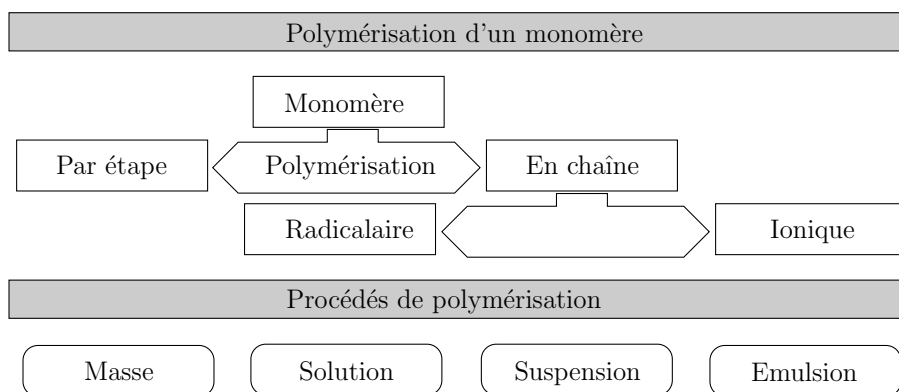 Polymérisation d'un monomère
Monomère
Par étape
Polymérisation
En chaîne
Radicalaire
Ionique
Procédés de polymérisation
Masse
Solution
Suspension
Emulsion